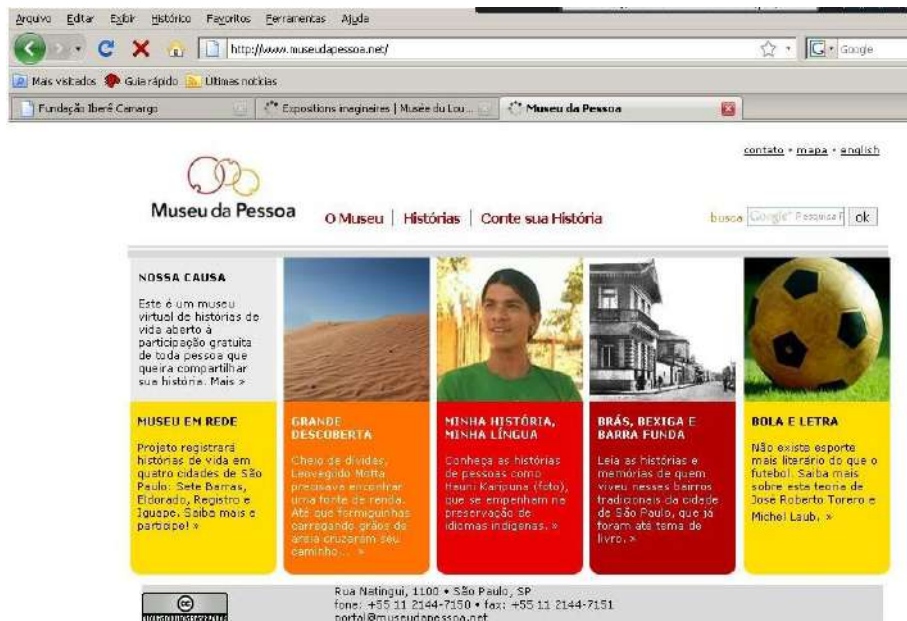 Arquivo Editar Exibir Histórico Favoritos Ferramentas Ajuda
http://www.museudapessoa.net/
Google
Mais visitados Guia rápido Últimas notícias
Fundação Iberê Camargo
Expositions imaginaires | Musée du Lou...
Museu da Pessoa
contato • mapa • english
Museu da Pessoa
O Museu | Histórias | Conte sua História
busca Google Pesquisa ok
NOSSA CAUSA
Este é um museu
virtual de histórias de
vida aberto à
participação gratuita
de toda pessoa que
queira compartilhar
sua história. Mais »
MUSEU EM REDE
Projeto registrará
histórias de vida em
quatro cidades de São
Paulo: Sete Barras,
Eldorado, Registro e
Iguape. Saiba mais e
participe! »
GRANDE
DESCOBERTA
Cheio de dívidas,
Leovegildo Motta
precisava encontrar
uma fonte de renda.
Até que formiguinhas
carregando grãos de
areia cruzaram seu
caminho... »
MINHA HISTÓRIA,
MINHA LÍNGUA
Conheça as histórias
de pessoas como
Karipuna (foto),
que se empenham na
preservação de
idiomas indígenas. »
BRÁS, BEXIGA E
BARRA FUNDA
Leia as histórias e
memórias de quem
viveu nesses bairros
tradicionais da cidade
de São Paulo, que já
foram até tema de
livro. »
BOLA E LETRA
Não existe esporte
mais literário do que o
futebol. Saiba mais
sobre esta teoria de
José Roberto Torero e
Michel Laub. »
cc
Rua Natingui, 1100 • São Paulo, SP
fone: +55 11 2144-7150 • fax: +55 11 2144-7151
portal@museudapessoa.net